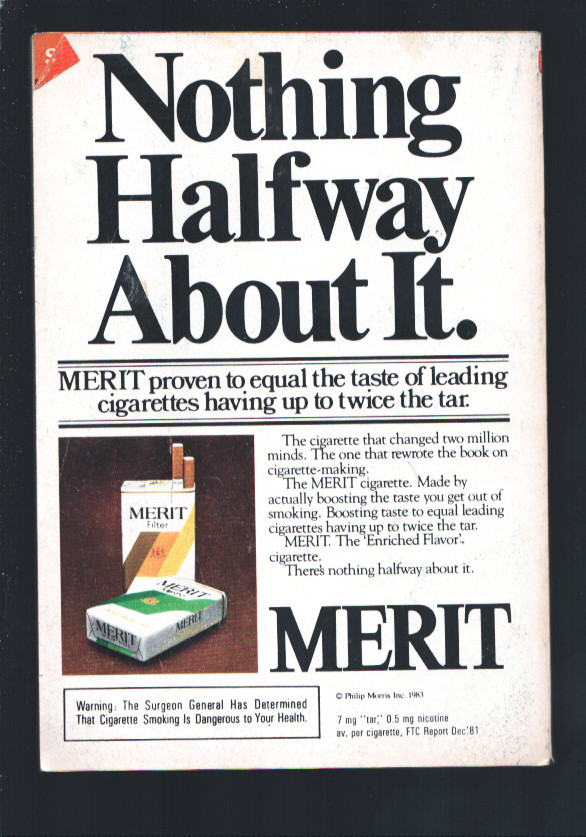 Nothing
Halfway
About It.
MERIT proven to equal the taste of leading
cigarettes having up to twice the tar.
The cigarette that changed two million
minds. The one that rewrote the book on
cigarette-making.
The MERIT cigarette. Made by
actually boosting the taste you get out of
smoking. Boosting taste to equal leading
cigarettes having up to twice the tar.
MERIT. The 'Enriched Flavor'.
cigarette.
There's nothing halfway about it.
MERIT
Filter
MERIT
MERIT
MERIT
MERIT
Warning: The Surgeon General Has Determined
That Cigarette Smoking Is Dangerous to Your Health.
© Philip Morris Inc. 1983
7 mg "tar," 0.5 mg nicotine
av. per cigarette, FTC Report Dec.'81